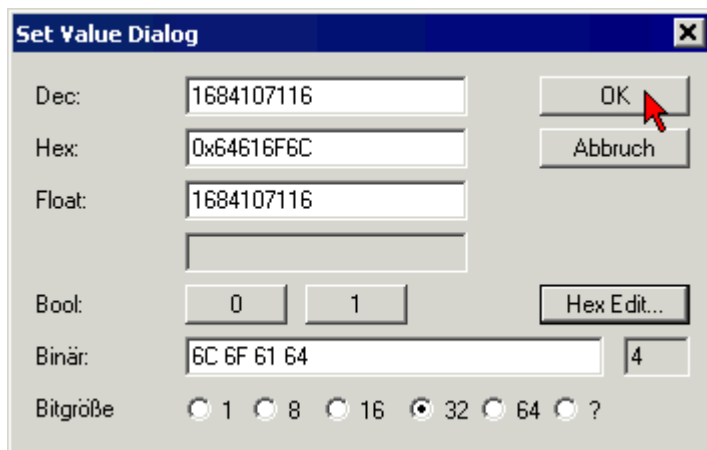 Set Value Dialog
Dec: 1684107116 OK
Hex: 0x64616F6C Abbruch
Float: 1684107116
Bool: 0 1 Hex Edit...
Binär: 6C 6F 61 64 4
Bitgröße 1 8 16 32 64 ?